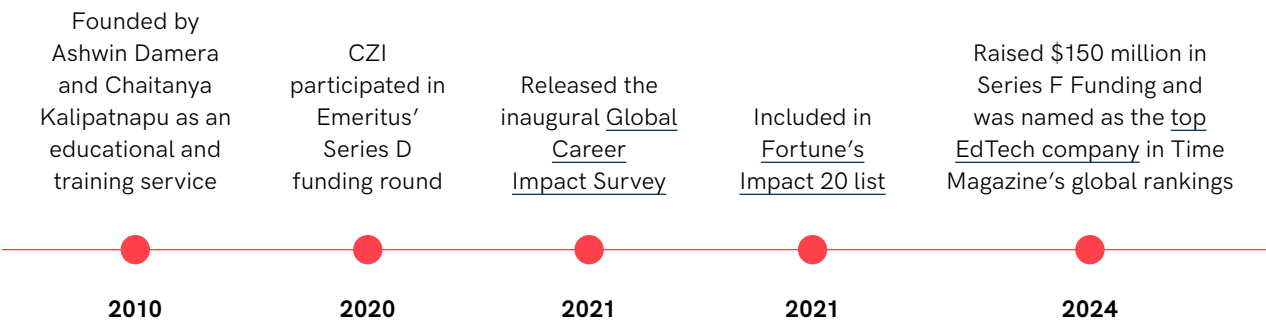 Founded by
Ashwin Damera
and Chaitanya
Kalipatnapu as an
educational and
training service
2010
CZI
participated in
Emeritus’
Series D
funding round
2020
Released the
inaugural Global
Career
Impact Survey
2021
Included in
Fortune’s
Impact 20 list
2021
Raised $150 million in
Series F Funding and
was named as the top
EdTech company in Time
Magazine’s global rankings
2024